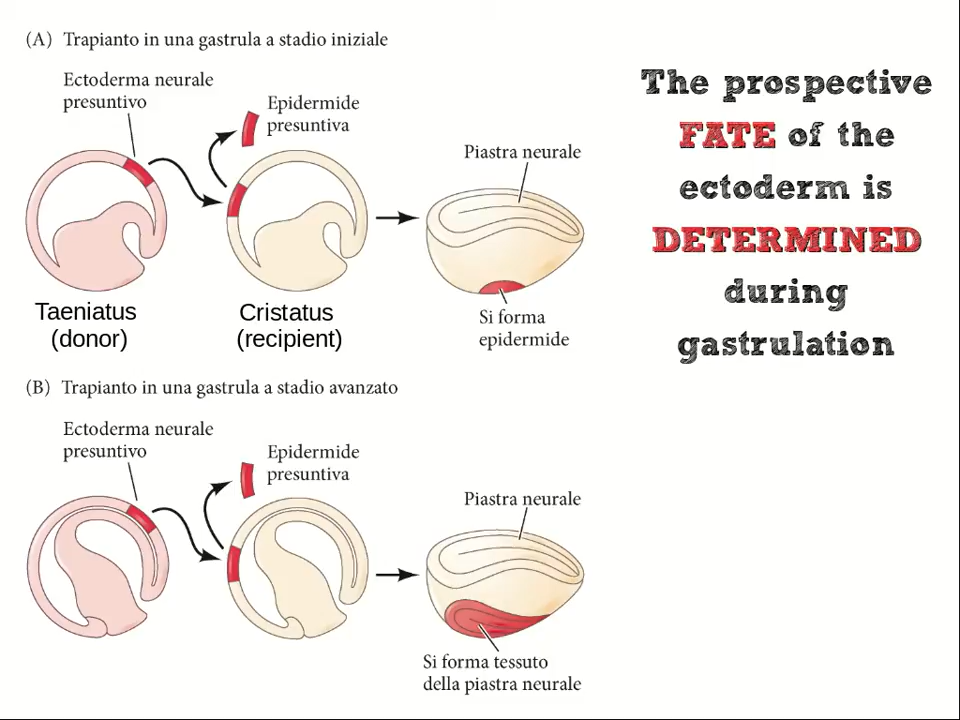 (A) Trapianto in una gastrula a stadio iniziale
Ectoderma neurale
presuntivo
Epidermide
presuntiva
Piastra neurale
Taeniatus
(donor)
Cristatus
(recipient)
Si forma
epidermide
(B) Trapianto in una gastrula a stadio avanzato
Ectoderma neurale
presuntivo
Epidermide
presuntiva
Piastra neurale
Si forma tessuto
della piastra neurale
The prospective
FATE of the
ectoderm is
DETERMINED
during
gastrulation